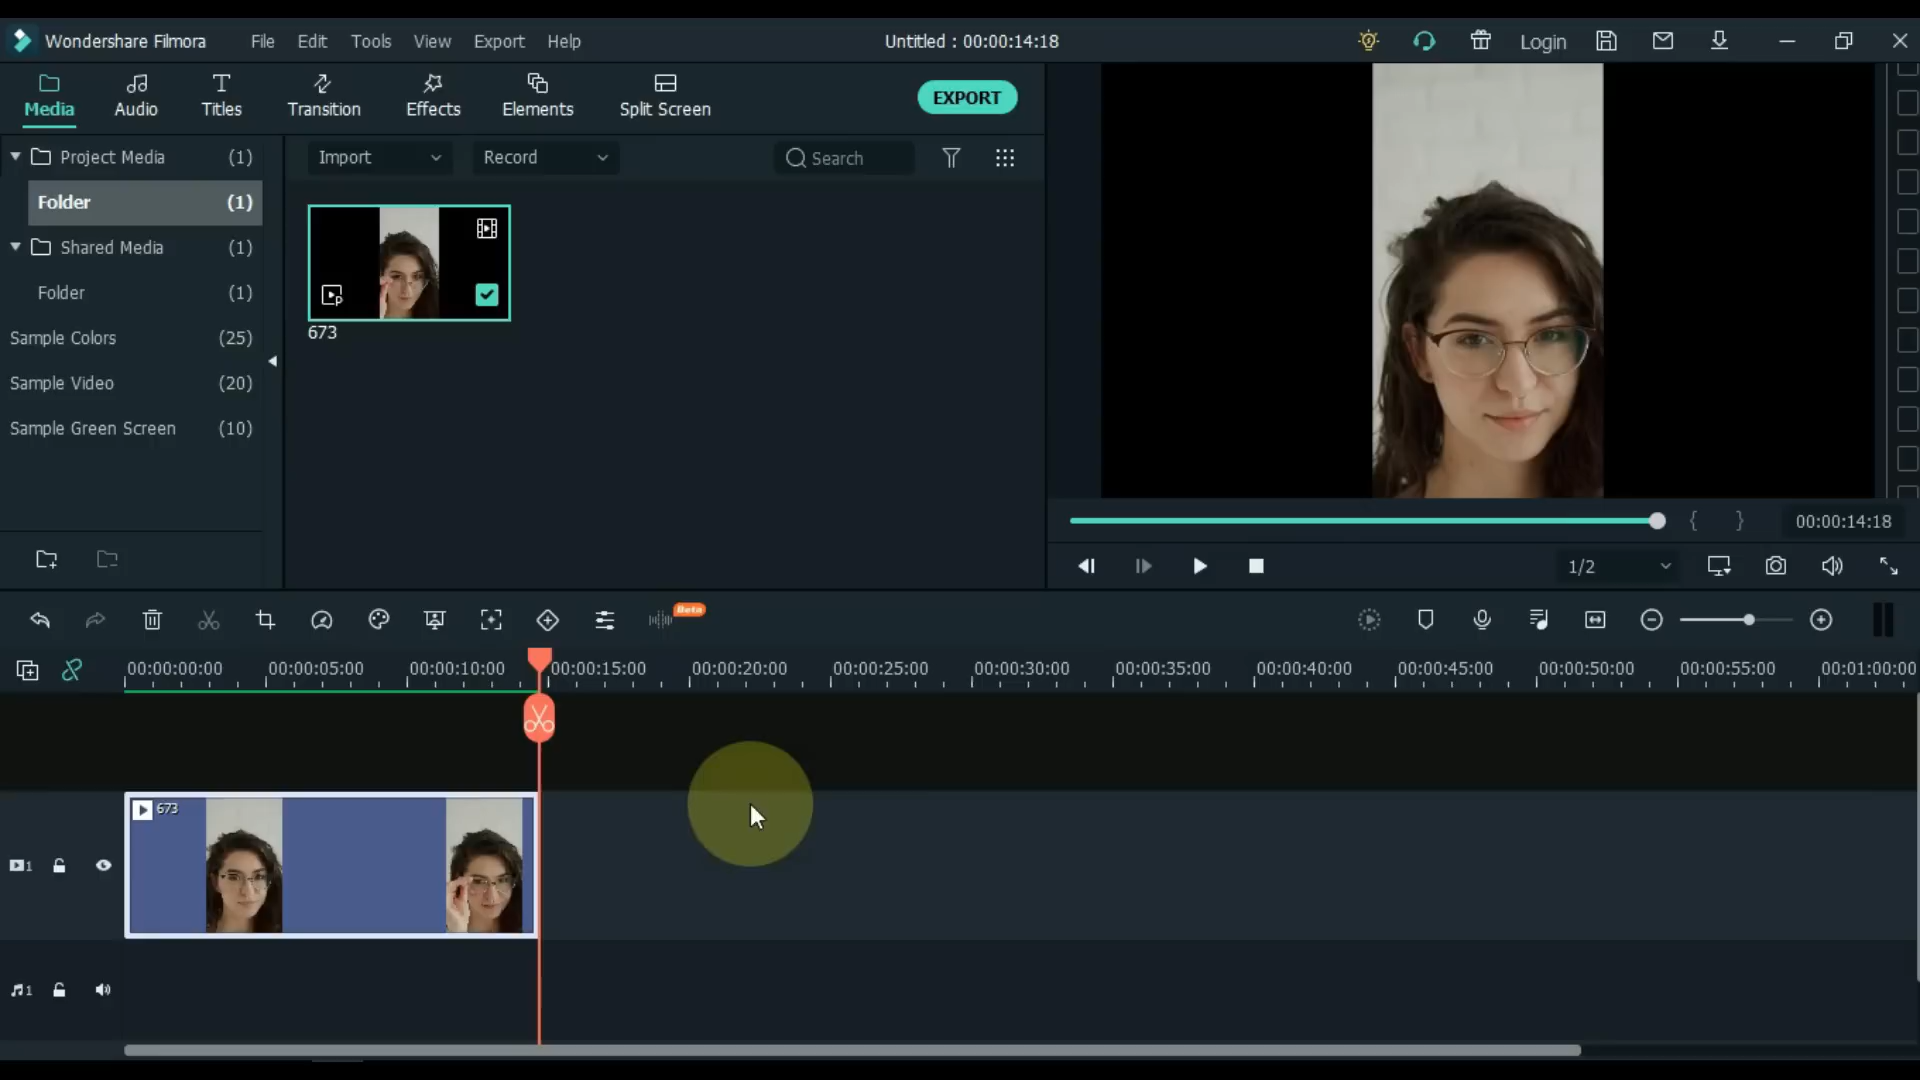 Wondershare Filmora File Edit Tools View Export Help Untitled : 00:00:14:18 Login
Media Audio Titles Transition Effects Elements Split Screen EXPORT
Project Media (1) Import Record Search
Folder (1)
Shared Media (1)
Folder (1)
Sample Colors (25)
Sample Video (20)
Sample Green Screen (10)
673
{ } 00:00:14:18
1/2
Beta
00:00:00:00 00:00:05:00 00:00:10:00 00:00:15:00 00:00:20:00 00:00:25:00 00:00:30:00 00:00:35:00 00:00:40:00 00:00:45:00 00:00:50:00 00:00:55:00 00:01:00:00
673
1
1